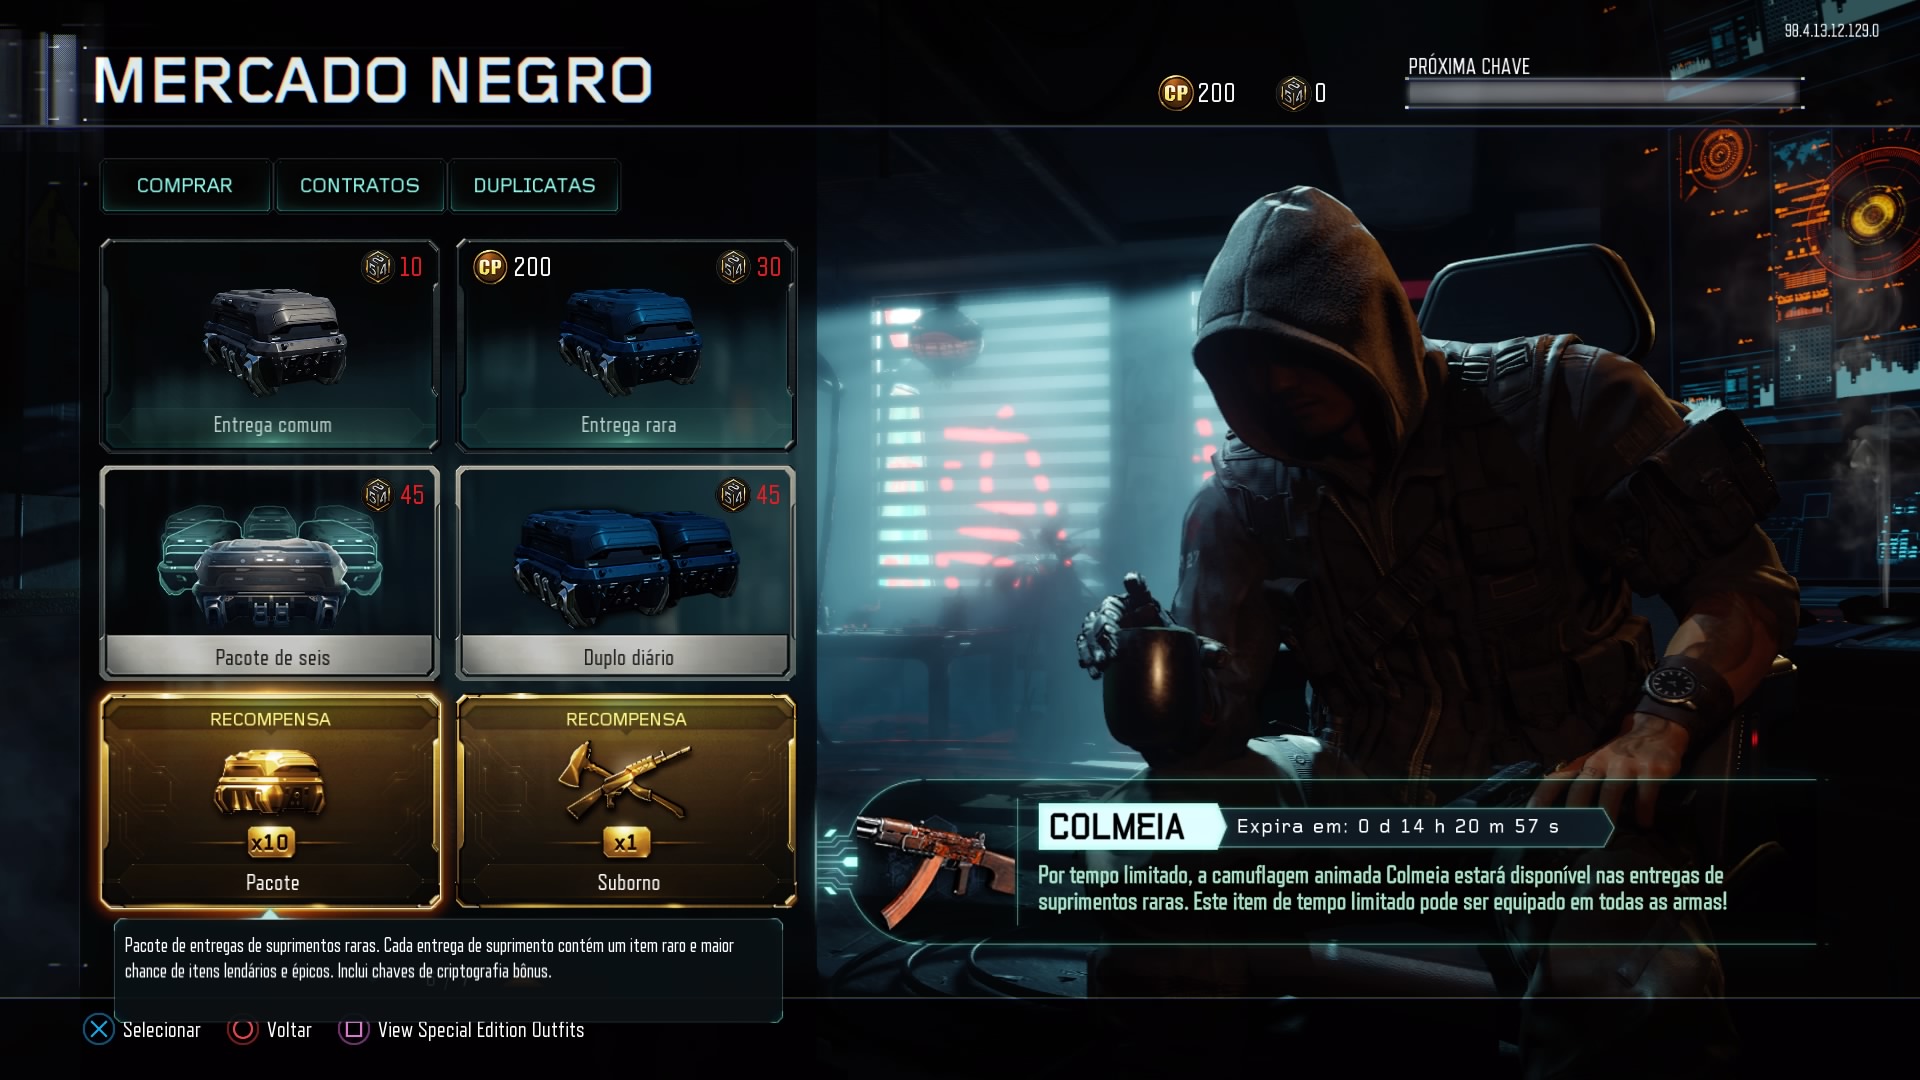 98.4.13.12.129.0
MERCADO NEGRO
CP 200
0
PRÓXIMA CHAVE
COMPRAR
CONTRATOS
DUPLICATAS
10
Entrega comum
CP 200
30
Entrega rara
45
Pacote de seis
45
Duplo diário
RECOMPENSA
x10
Pacote
RECOMPENSA
x1
Suborno
Pacote de entregas de suprimentos raras. Cada entrega de suprimento contém um item raro e maior
chance de itens lendários e épicos. Inclui chaves de criptografia bônus.
COLMEIA
Expira em: 0 d 14 h 20 m 57 s
Por tempo limitado, a camuflagem animada Colmeia estará disponível nas entregas de
suprimentos raras. Este item de tempo limitado pode ser equipado em todas as armas!
Selecionar
Voltar
View Special Edition Outfits